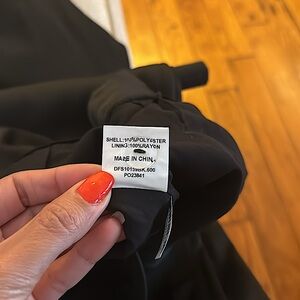 SHELL:100%POLYESTER
LINING:100%RAYON
MADE IN CHINA
PO23841